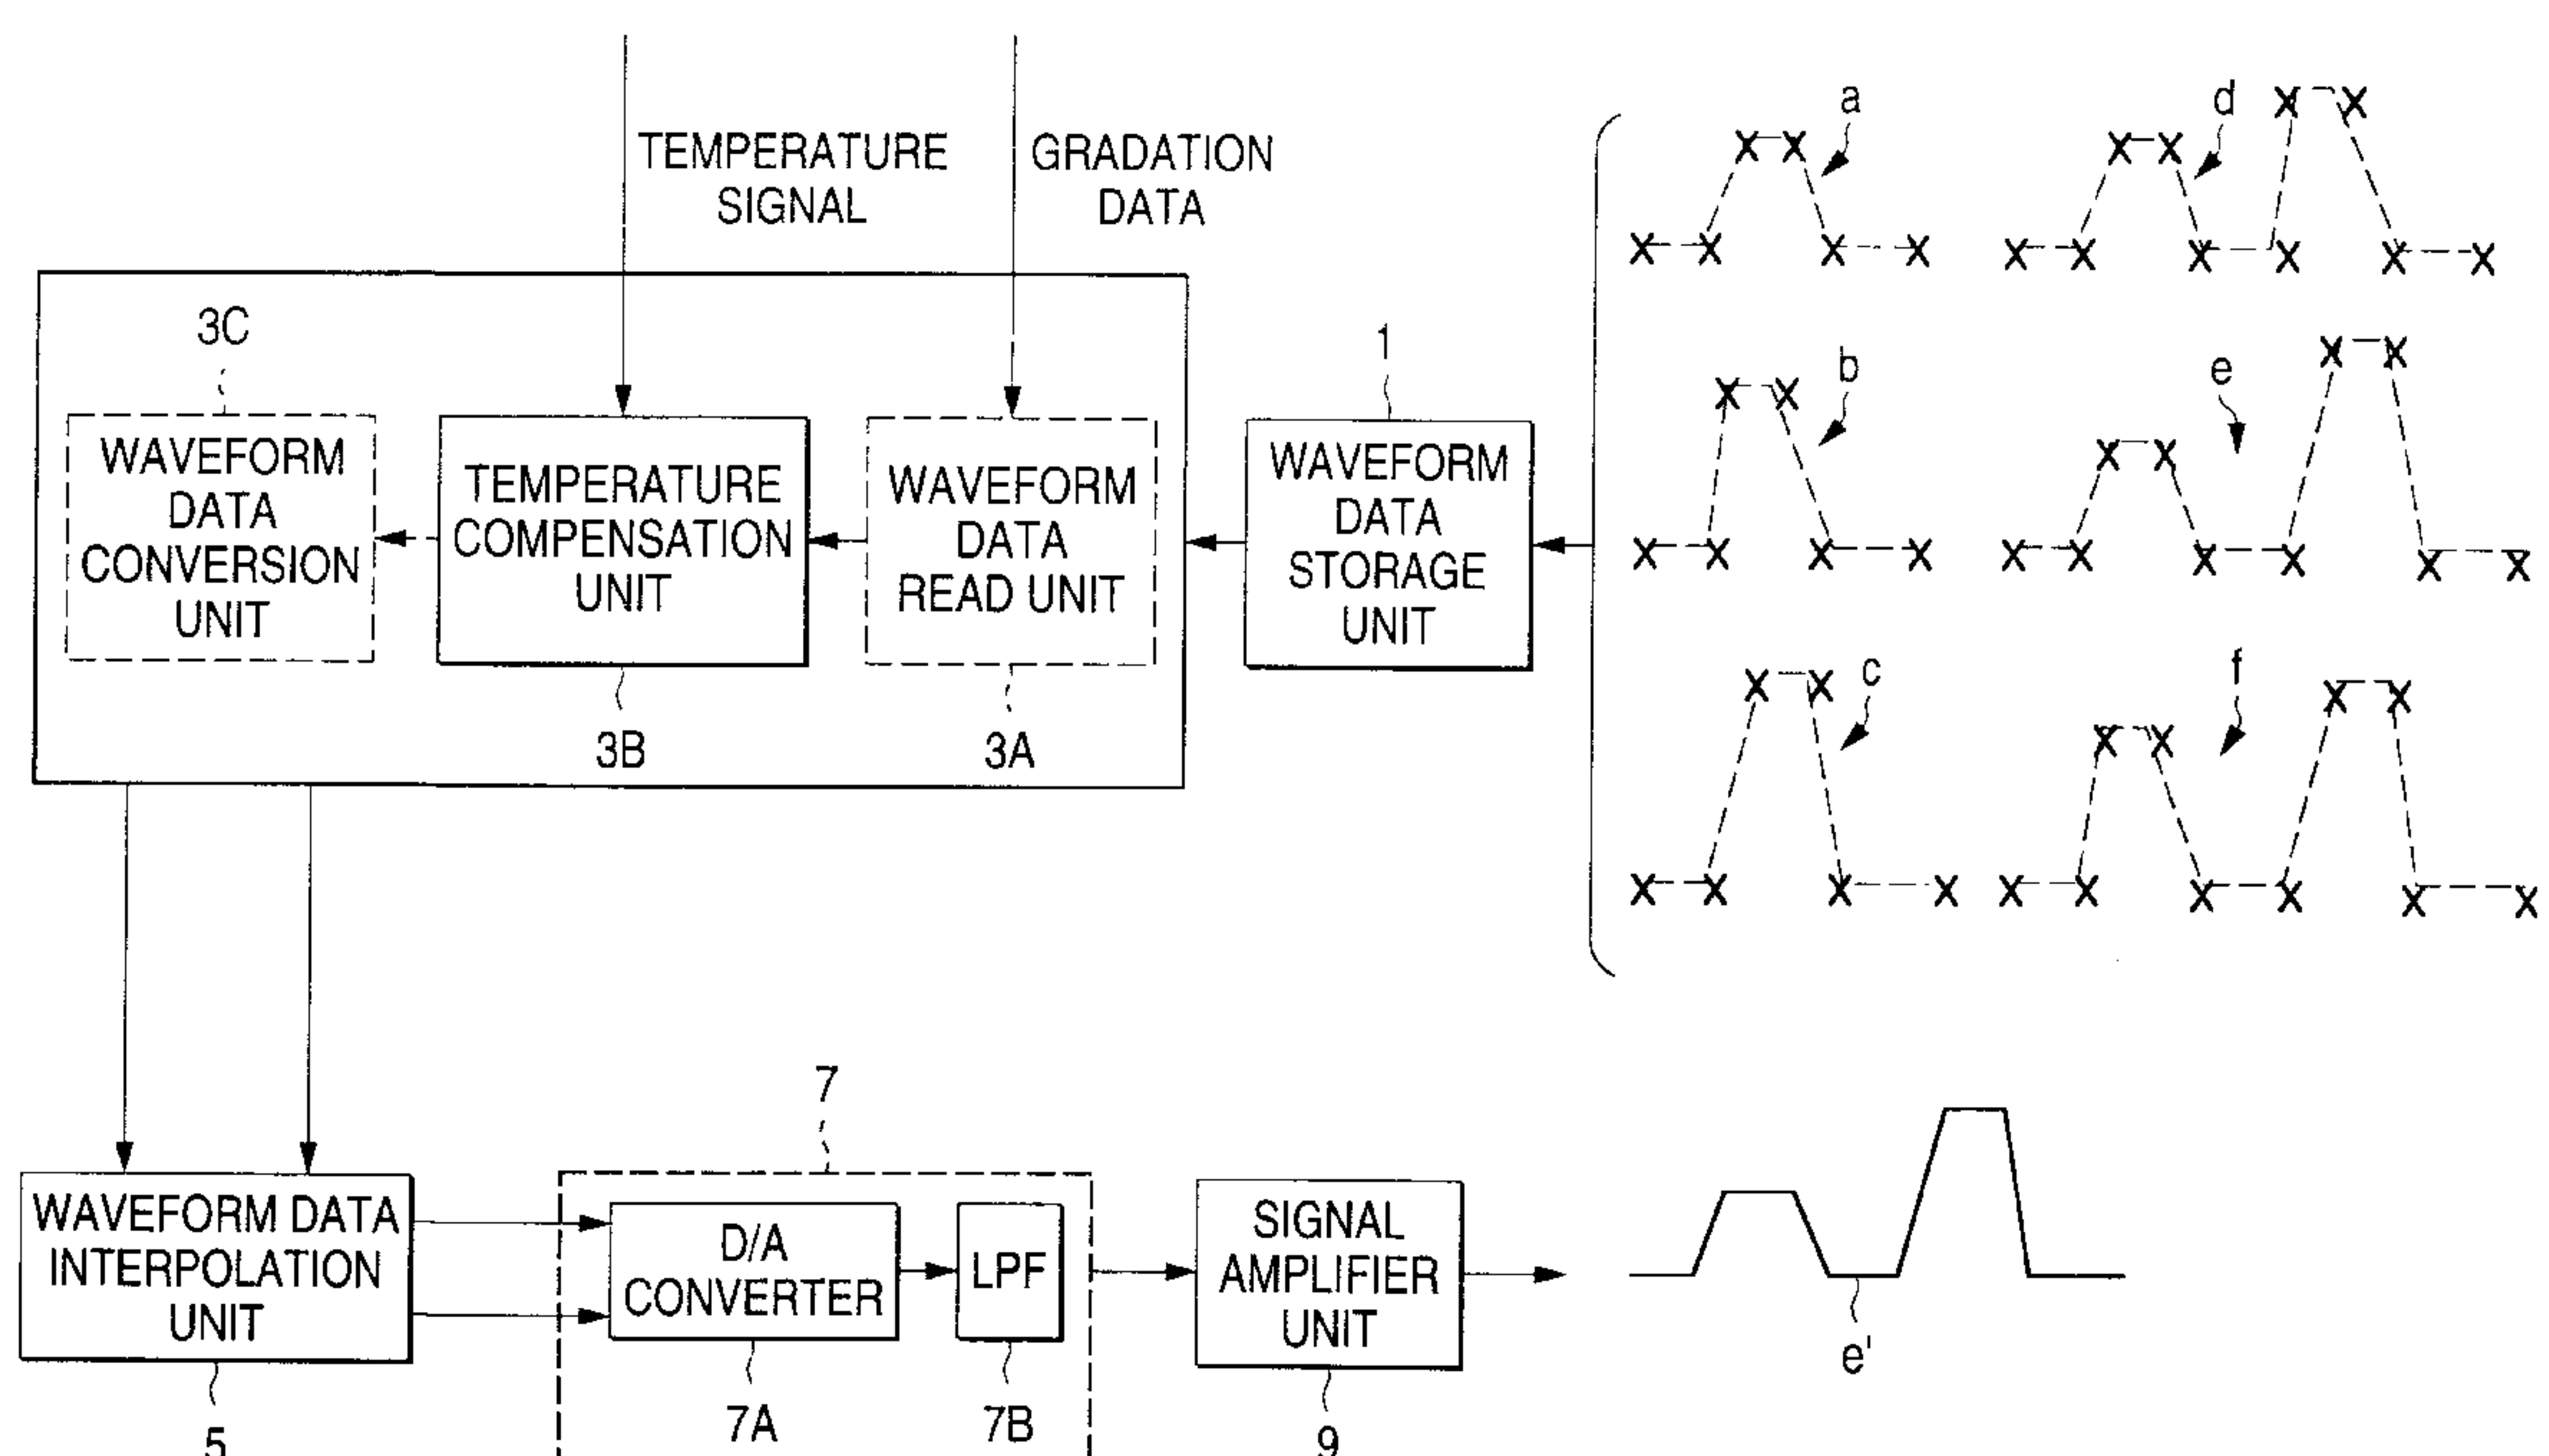 TEMPERATURE
SIGNAL
GRADATION
DATA
3C
WAVEFORM
DATA
CONVERSION
UNIT
TEMPERATURE
COMPENSATION
UNIT
3B
WAVEFORM
DATA
READ UNIT
3A
1
WAVEFORM
DATA
STORAGE
UNIT
a
d
b
e
c
f
WAVEFORM DATA
INTERPOLATION
UNIT
5
7
D/A
CONVERTER
7A
LPF
7B
SIGNAL
AMPLIFIER
UNIT
9
e'